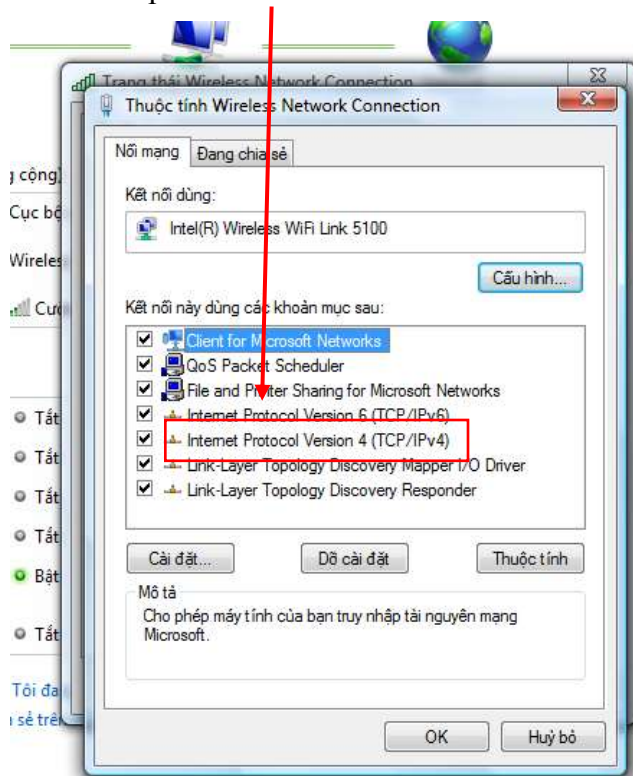 Trạng thái Wireless Network Connection
Thuộc tính Wireless Network Connection
Nối mạng
Đang chia sẻ
Kết nối dùng:
Intel(R) Wireless WiFi Link 5100
Cấu hình...
Kết nối này dùng các khoản mục sau:
Client for Microsoft Networks
QoS Packet Scheduler
File and Printer Sharing for Microsoft Networks
Internet Protocol Version 6 (TCP/IPv6)
Internet Protocol Version 4 (TCP/IPv4)
Link-Layer Topology Discovery Mapper I/O Driver
Link-Layer Topology Discovery Responder
Cài đặt...
Dỡ cài đặt
Thuộc tính
Mô tả
Cho phép máy tính của bạn truy nhập tài nguyên mạng
Microsoft.
OK
Huỷ bỏ
cộng)
Cục bộ
Tắt
Tắt
Tắt
Tắt
Bật
Tắt
Tôi đa
sẻ trên